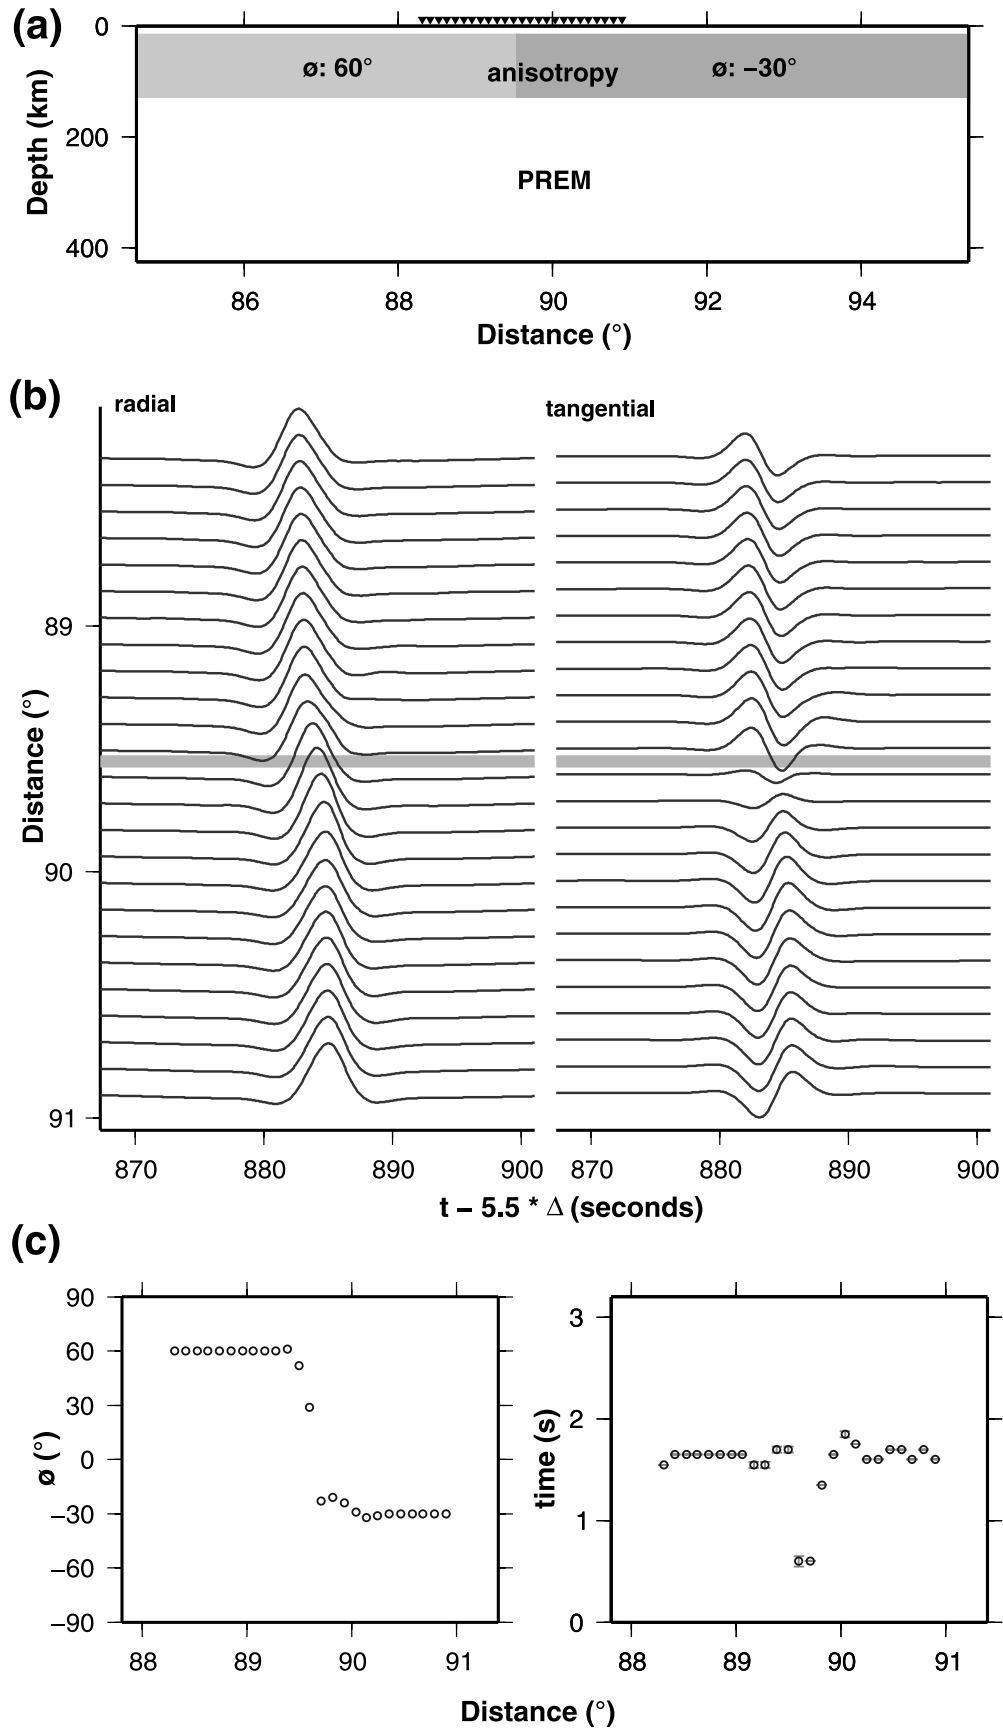 (a)
0
200
400
Depth (km)
ø: 60°
anisotropy
ø: −30°
PREM
86 88 90 92 94
Distance (°)
(b)
radial
tangential
89
90
91
Distance (°)
870 880 890 900
870 880 890 900
t − 5.5 * Δ (seconds)
(c)
90
60
30
0
−30
−60
−90
ø (°)
88 89 90 91
3
2
1
0
time (s)
88 89 90 91
Distance (°)